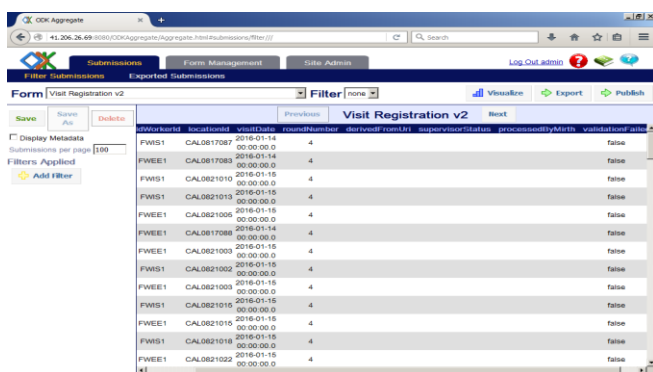 ODK Aggregate
41.206.26.69:8080/ODKAggregate/Aggregate.html#submissions/filter///
Search
Submissions Form Management Site Admin Log Out admin
Filter Submissions Exported Submissions
Form Visit Registration v2 Filter none Visualize Export Publish
Save Save As Delete
Previous Visit Registration v2 Next
Display Metadata
Submissions per page 100
Filters Applied
Add Filter
ldWorkerId locationId visitDate roundNumber derivedFromUri supervisorStatus processedByMirth validationFailed
FWIS1 CAL0817087 2016-01-14 00:00:00.0 4 false
FWEE1 CAL0817083 2016-01-14 00:00:00.0 4 false
FWIS1 CAL0821010 2016-01-15 00:00:00.0 4 false
FWIS1 CAL0821013 2016-01-15 00:00:00.0 4 false
FWEE1 CAL0821005 2016-01-15 00:00:00.0 4 false
FWEE1 CAL0817088 2016-01-14 00:00:00.0 4 false
FWEE1 CAL0821003 2016-01-15 00:00:00.0 4 false
FWIS1 CAL0821002 2016-01-15 00:00:00.0 4 false
FWEE1 CAL0821003 2016-01-15 00:00:00.0 4 false
FWIS1 CAL0821015 2016-01-15 00:00:00.0 4 false
FWEE1 CAL0821015 2016-01-15 00:00:00.0 4 false
FWIS1 CAL0821018 2016-01-15 00:00:00.0 4 false
FWEE1 CAL0821022 2016-01-15 00:00:00.0 4 false